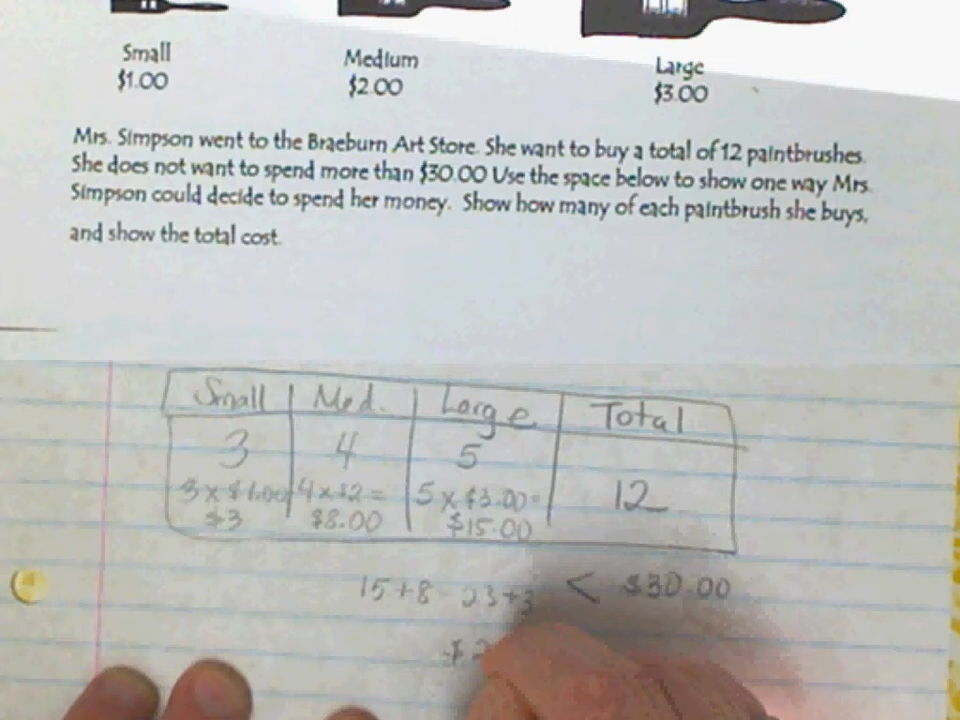 Small Medium Large
$1.00 $2.00 $3.00
Mrs. Simpson went to the Braeburn Art Store. She want to buy a total of 12 paintbrushes.
She does not want to spend more than $30.00 Use the space below to show one way Mrs.
Simpson could decide to spend her money. Show how many of each paintbrush she buys,
and show the total cost.
Small Med. Large Total
3 4 5
3 x $1.00 4 x $2 = 5 x $3.00= 12
$3 $8.00 $15.00
15+8 23+3 < $30.00
$2